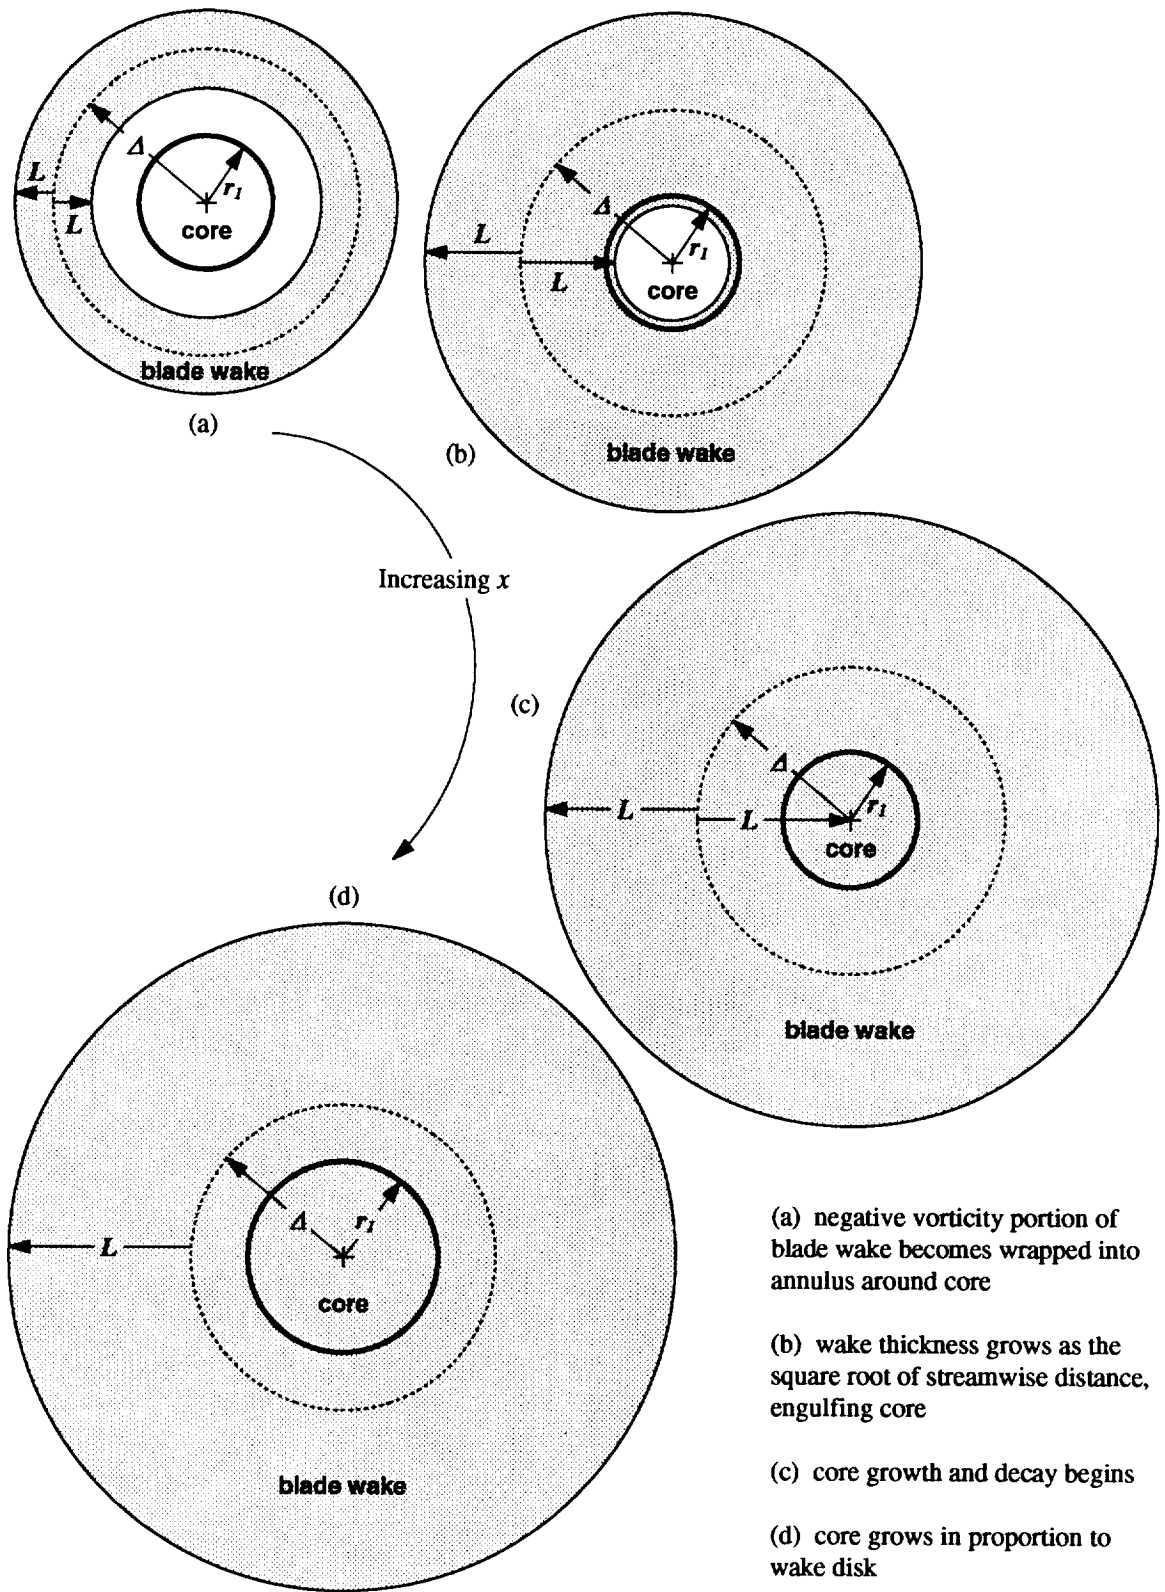 Δ
L
L
r1
core
blade wake
(a)
Δ
L
L
r1
core
blade wake
(b)
Increasing x
(c)
Δ
L
L
r1
core
blade wake
(d)
Δ
r1
L
core
blade wake
(a) negative vorticity portion of
blade wake becomes wrapped into
annulus around core
(b) wake thickness grows as the
square root of streamwise distance,
engulfing core
(c) core growth and decay begins
(d) core grows in proportion to
wake disk